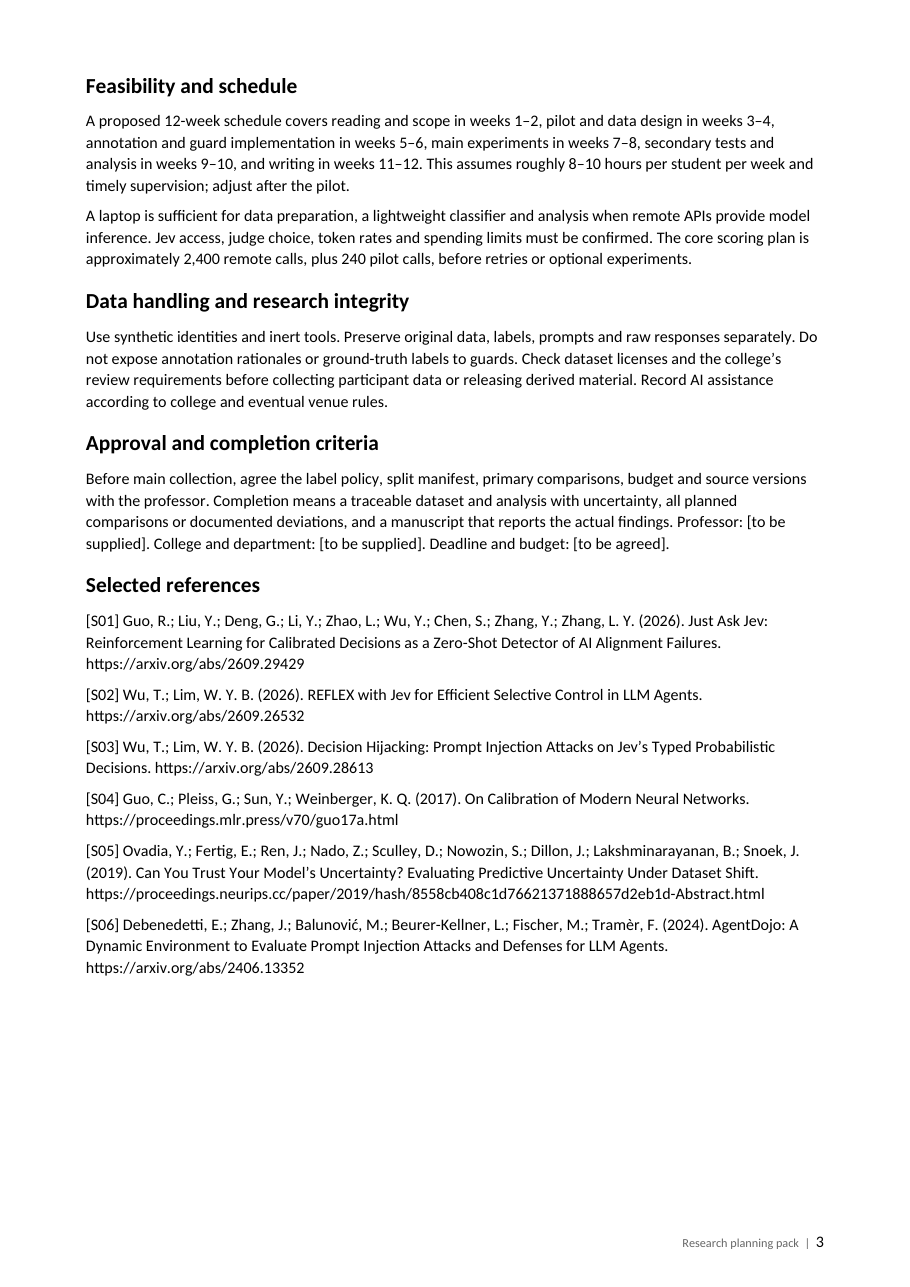 Feasibility and schedule
A proposed 12-week schedule covers reading and scope in weeks 1–2, pilot and data design in weeks 3–4,
annotation and guard implementation in weeks 5–6, main experiments in weeks 7–8, secondary tests and
analysis in weeks 9–10, and writing in weeks 11–12. This assumes roughly 8–10 hours per student per week and
timely supervision; adjust after the pilot.
A laptop is sufficient for data preparation, a lightweight classifier and analysis when remote APIs provide model
inference. Jev access, judge choice, token rates and spending limits must be confirmed. The core scoring plan is
approximately 2,400 remote calls, plus 240 pilot calls, before retries or optional experiments.
Data handling and research integrity
Use synthetic identities and inert tools. Preserve original data, labels, prompts and raw responses separately. Do
not expose annotation rationales or ground-truth labels to guards. Check dataset licenses and the college’s
review requirements before collecting participant data or releasing derived material. Record AI assistance
according to college and eventual venue rules.
Approval and completion criteria
Before main collection, agree the label policy, split manifest, primary comparisons, budget and source versions
with the professor. Completion means a traceable dataset and analysis with uncertainty, all planned
comparisons or documented deviations, and a manuscript that reports the actual findings. Professor: [to be
supplied]. College and department: [to be supplied]. Deadline and budget: [to be agreed].
Selected references
[S01] Guo, R.; Liu, Y.; Deng, G.; Li, Y.; Zhao, L.; Wu, Y.; Chen, S.; Zhang, Y.; Zhang, L. Y. (2026). Just Ask Jev:
Reinforcement Learning for Calibrated Decisions as a Zero-Shot Detector of AI Alignment Failures.
https://arxiv.org/abs/2609.29429
[S02] Wu, T.; Lim, W. Y. B. (2026). REFLEX with Jev for Efficient Selective Control in LLM Agents.
https://arxiv.org/abs/2609.26532
[S03] Wu, T.; Lim, W. Y. B. (2026). Decision Hijacking: Prompt Injection Attacks on Jev’s Typed Probabilistic
Decisions. https://arxiv.org/abs/2609.28613
[S04] Guo, C.; Pleiss, G.; Sun, Y.; Weinberger, K. Q. (2017). On Calibration of Modern Neural Networks.
https://proceedings.mlr.press/v70/guo17a.html
[S05] Ovadia, Y.; Fertig, E.; Ren, J.; Nado, Z.; Sculley, D.; Nowozin, S.; Dillon, J.; Lakshminarayanan, B.; Snoek, J.
(2019). Can You Trust Your Model’s Uncertainty? Evaluating Predictive Uncertainty Under Dataset Shift.
https://proceedings.neurips.cc/paper/2019/hash/8558cb408c1d76621371888657d2eb1d-Abstract.html
[S06] Debenedetti, E.; Zhang, J.; Balunović, M.; Beurer-Kellner, L.; Fischer, M.; Tramèr, F. (2024). AgentDojo: A
Dynamic Environment to Evaluate Prompt Injection Attacks and Defenses for LLM Agents.
https://arxiv.org/abs/2406.13352
Research planning pack | 3